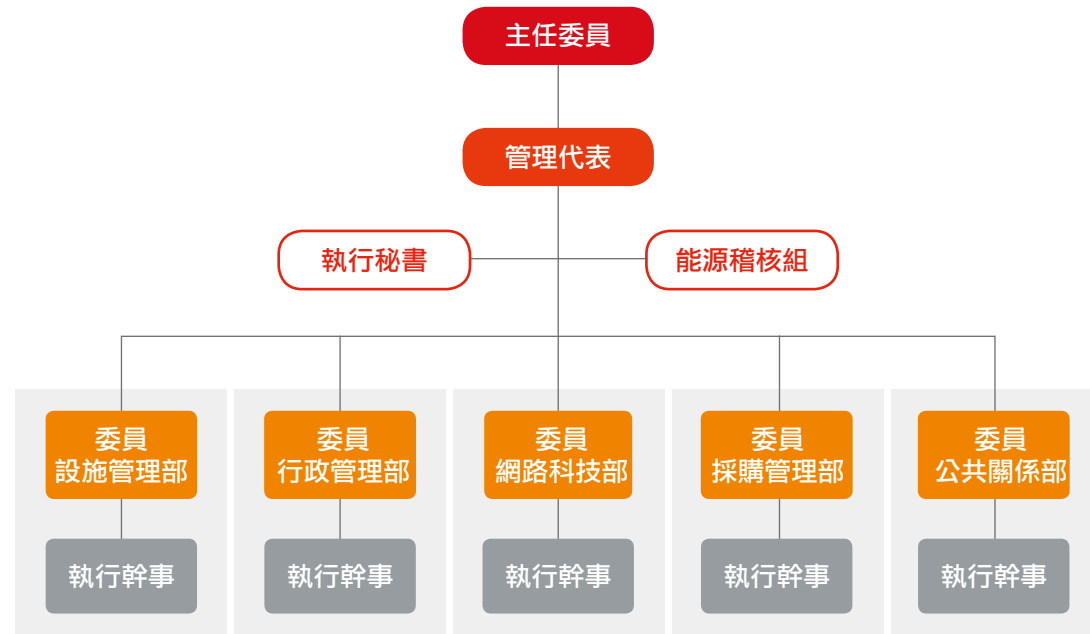 主任委員
管理代表
執行秘書
能源稽核組
委員
設施管理部
委員
行政管理部
委員
網路科技部
委員
採購管理部
委員
公共關係部
執行幹事
執行幹事
執行幹事
執行幹事
執行幹事